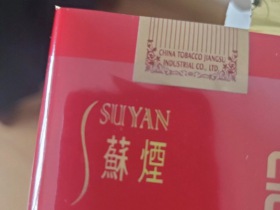 CHINA TOBACCO JIANGSU
INDUSTRIAL CO., LTD.
SUYAN
蘇煙